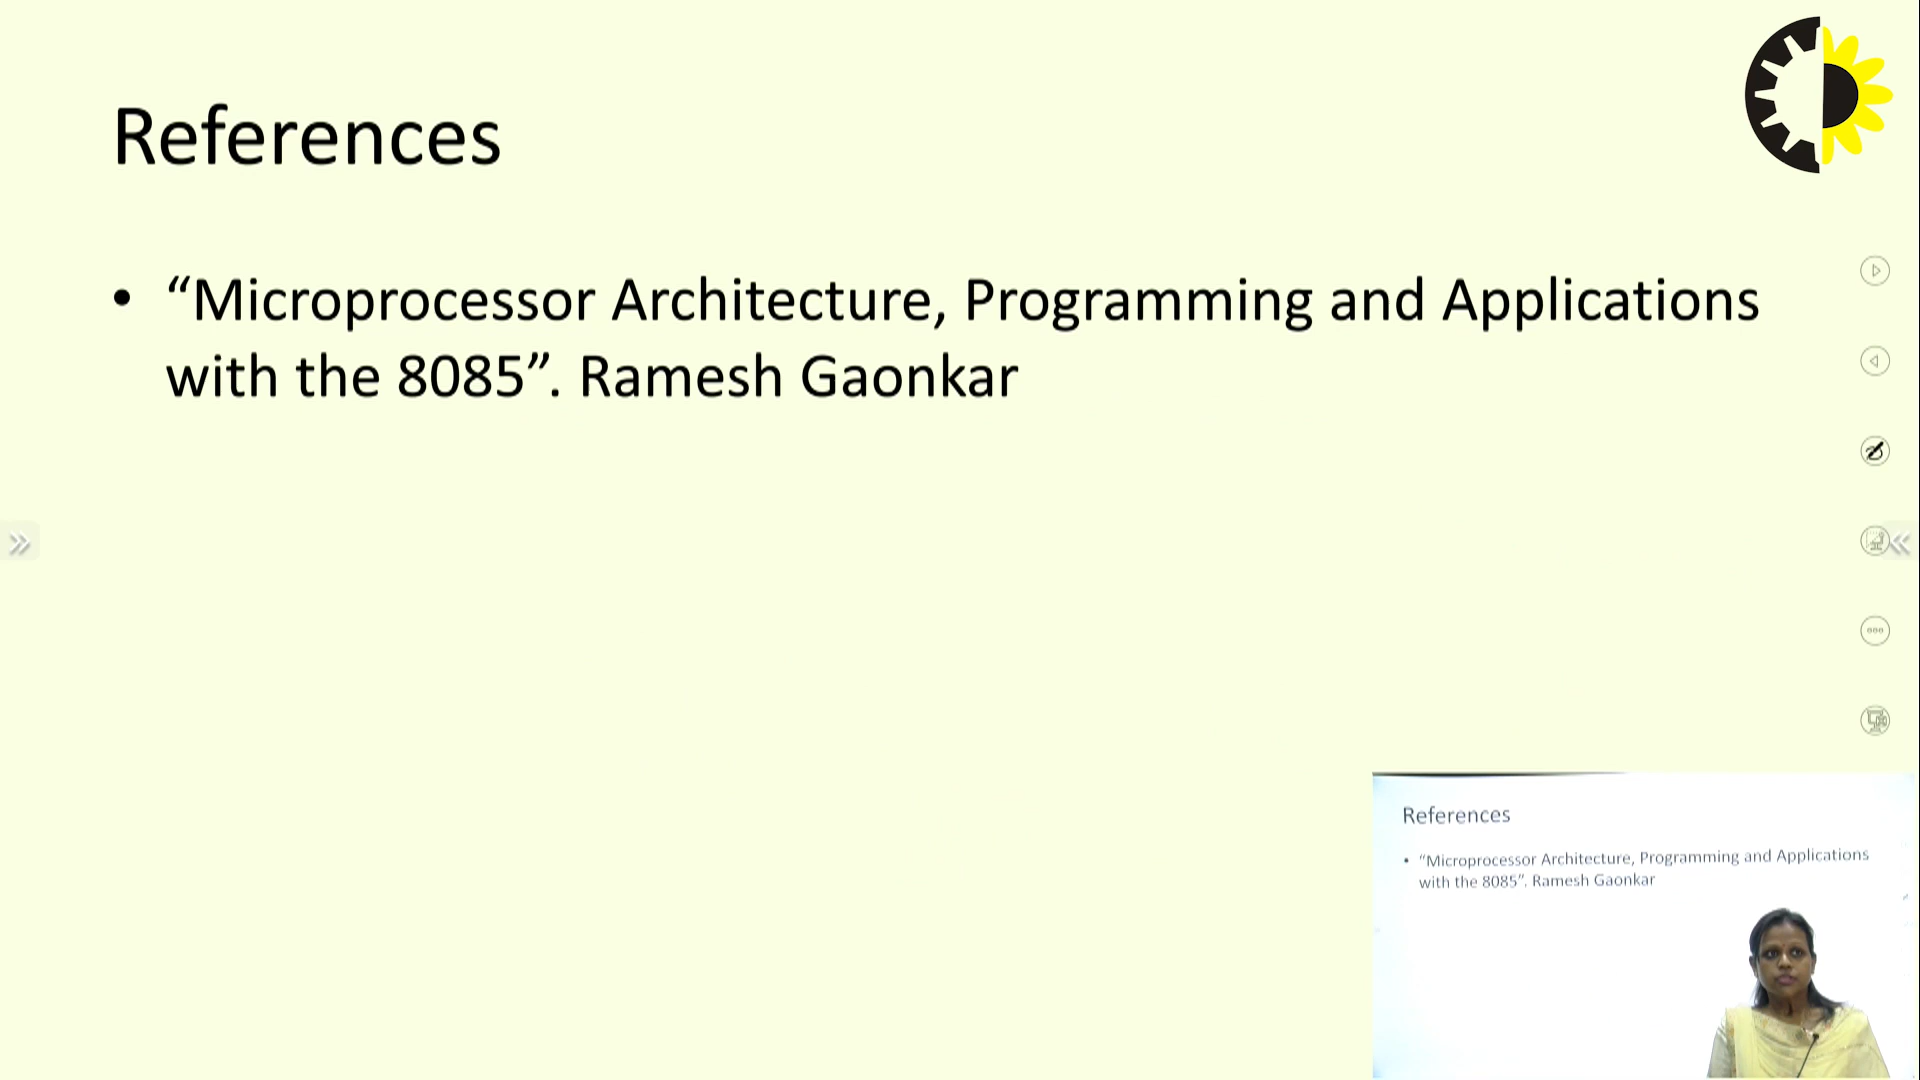 References
• “Microprocessor Architecture, Programming and Applications
with the 8085”. Ramesh Gaonkar
References
• “Microprocessor Architecture, Programming and Applications
with the 8085”. Ramesh Gaonkar